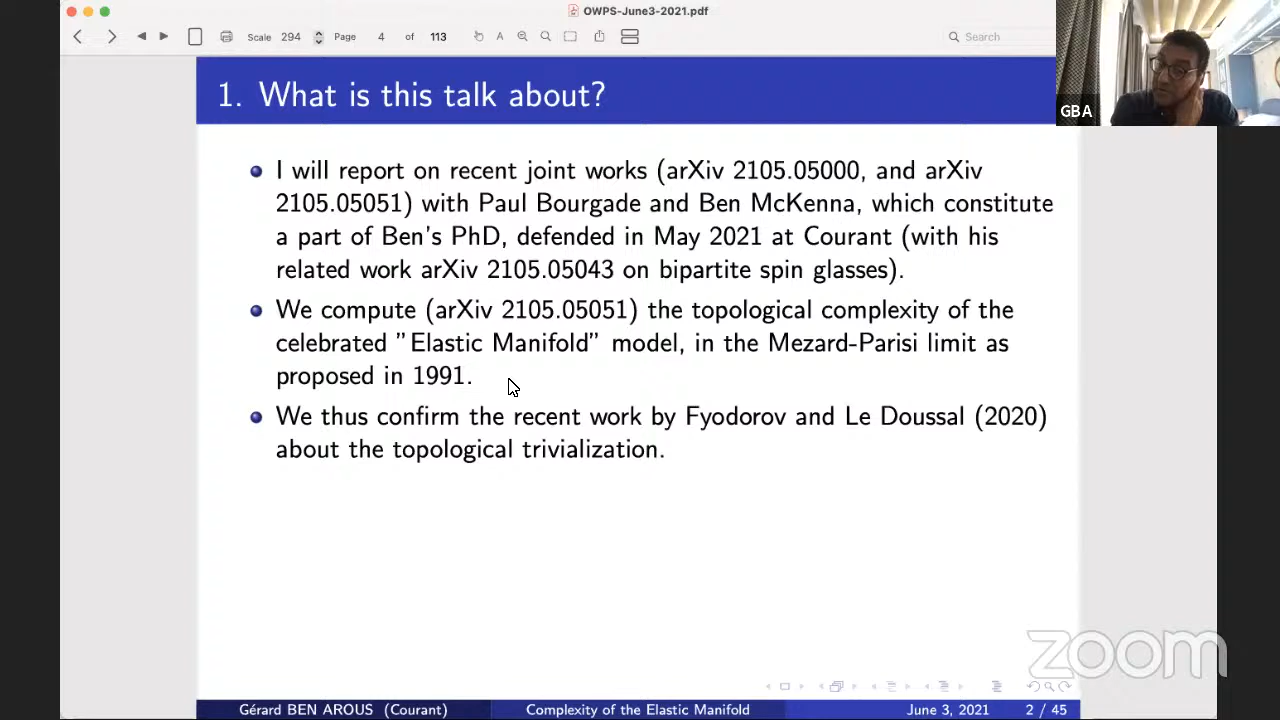 OWPS-June3-2021.pdf
Scale 294 Page 4 of 113 A Search
1. What is this talk about?
GBA
I will report on recent joint works (arXiv 2105.05000, and arXiv
2105.05051) with Paul Bourgade and Ben McKenna, which constitute
a part of Ben's PhD, defended in May 2021 at Courant (with his
related work arXiv 2105.05043 on bipartite spin glasses).
We compute (arXiv 2105.05051) the topological complexity of the
celebrated ”Elastic Manifold” model, in the Mezard-Parisi limit as
proposed in 1991.
We thus confirm the recent work by Fyodorov and Le Doussal (2020)
about the topological trivialization.
zoom
Gérard BEN AROUS (Courant) Complexity of the Elastic Manifold June 3, 2021 2 / 45